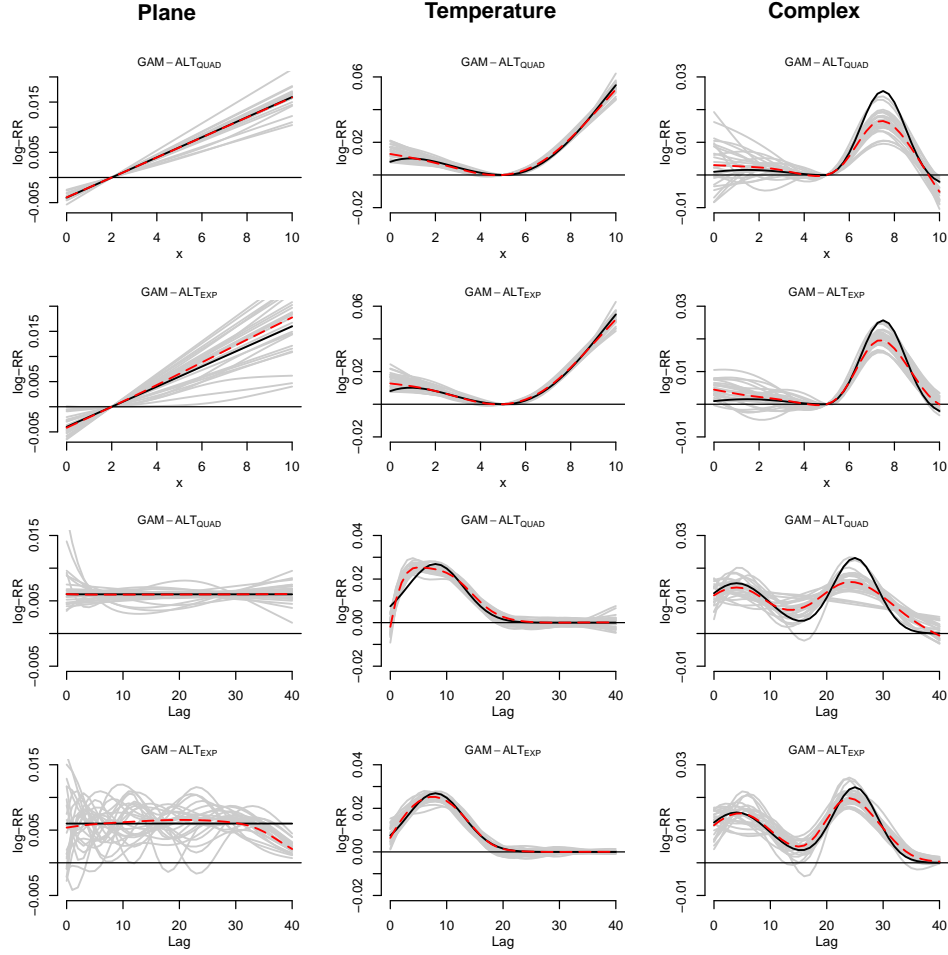 Plane Temperature Complex
GAM−ALTQUAD GAM−ALTQUAD GAM−ALTQUAD
log−RR log−RR log−RR
−0.005 0.005 0.015 −0.02 0.02 0.06 −0.01 0.01 0.03
0 2 4 6 8 10 0 2 4 6 8 10 0 2 4 6 8 10
x x x
GAM−ALTEXP GAM−ALTEXP GAM−ALTEXP
log−RR log−RR log−RR
−0.005 0.005 0.015 −0.02 0.02 0.06 −0.01 0.01 0.03
0 2 4 6 8 10 0 2 4 6 8 10 0 2 4 6 8 10
x x x
GAM−ALTQUAD GAM−ALTQUAD GAM−ALTQUAD
log−RR log−RR log−RR
−0.005 0.005 0.015 −0.02 0.00 0.02 0.04 −0.01 0.01 0.03
0 10 20 30 40 0 10 20 30 40 0 10 20 30 40
Lag Lag Lag
GAM−ALTEXP GAM−ALTEXP GAM−ALTEXP
log−RR log−RR log−RR
−0.005 0.005 0.015 −0.02 0.00 0.02 0.04 −0.01 0.01 0.03
0 10 20 30 40 0 10 20 30 40 0 10 20 30 40
Lag Lag Lag